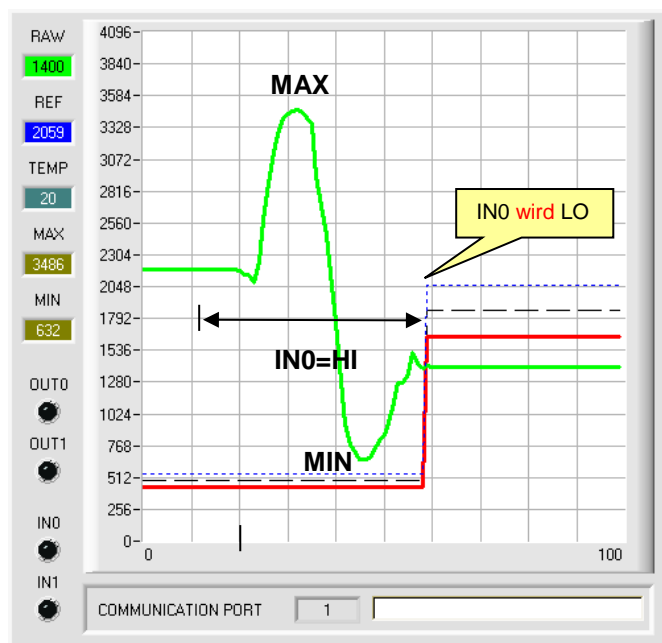 RAW
1400
REF
2059
TEMP
20
MAX
3486
MIN
632
OUT0
OUT1
IN0
IN1
4096
3840
3584
3328
3072
2816
2560
2304
2048
1792
1536
1280
1024
768
512
256
0
0
100
MAX
IN0 wird LO
IN0=HI
MIN
COMMUNICATION PORT 1